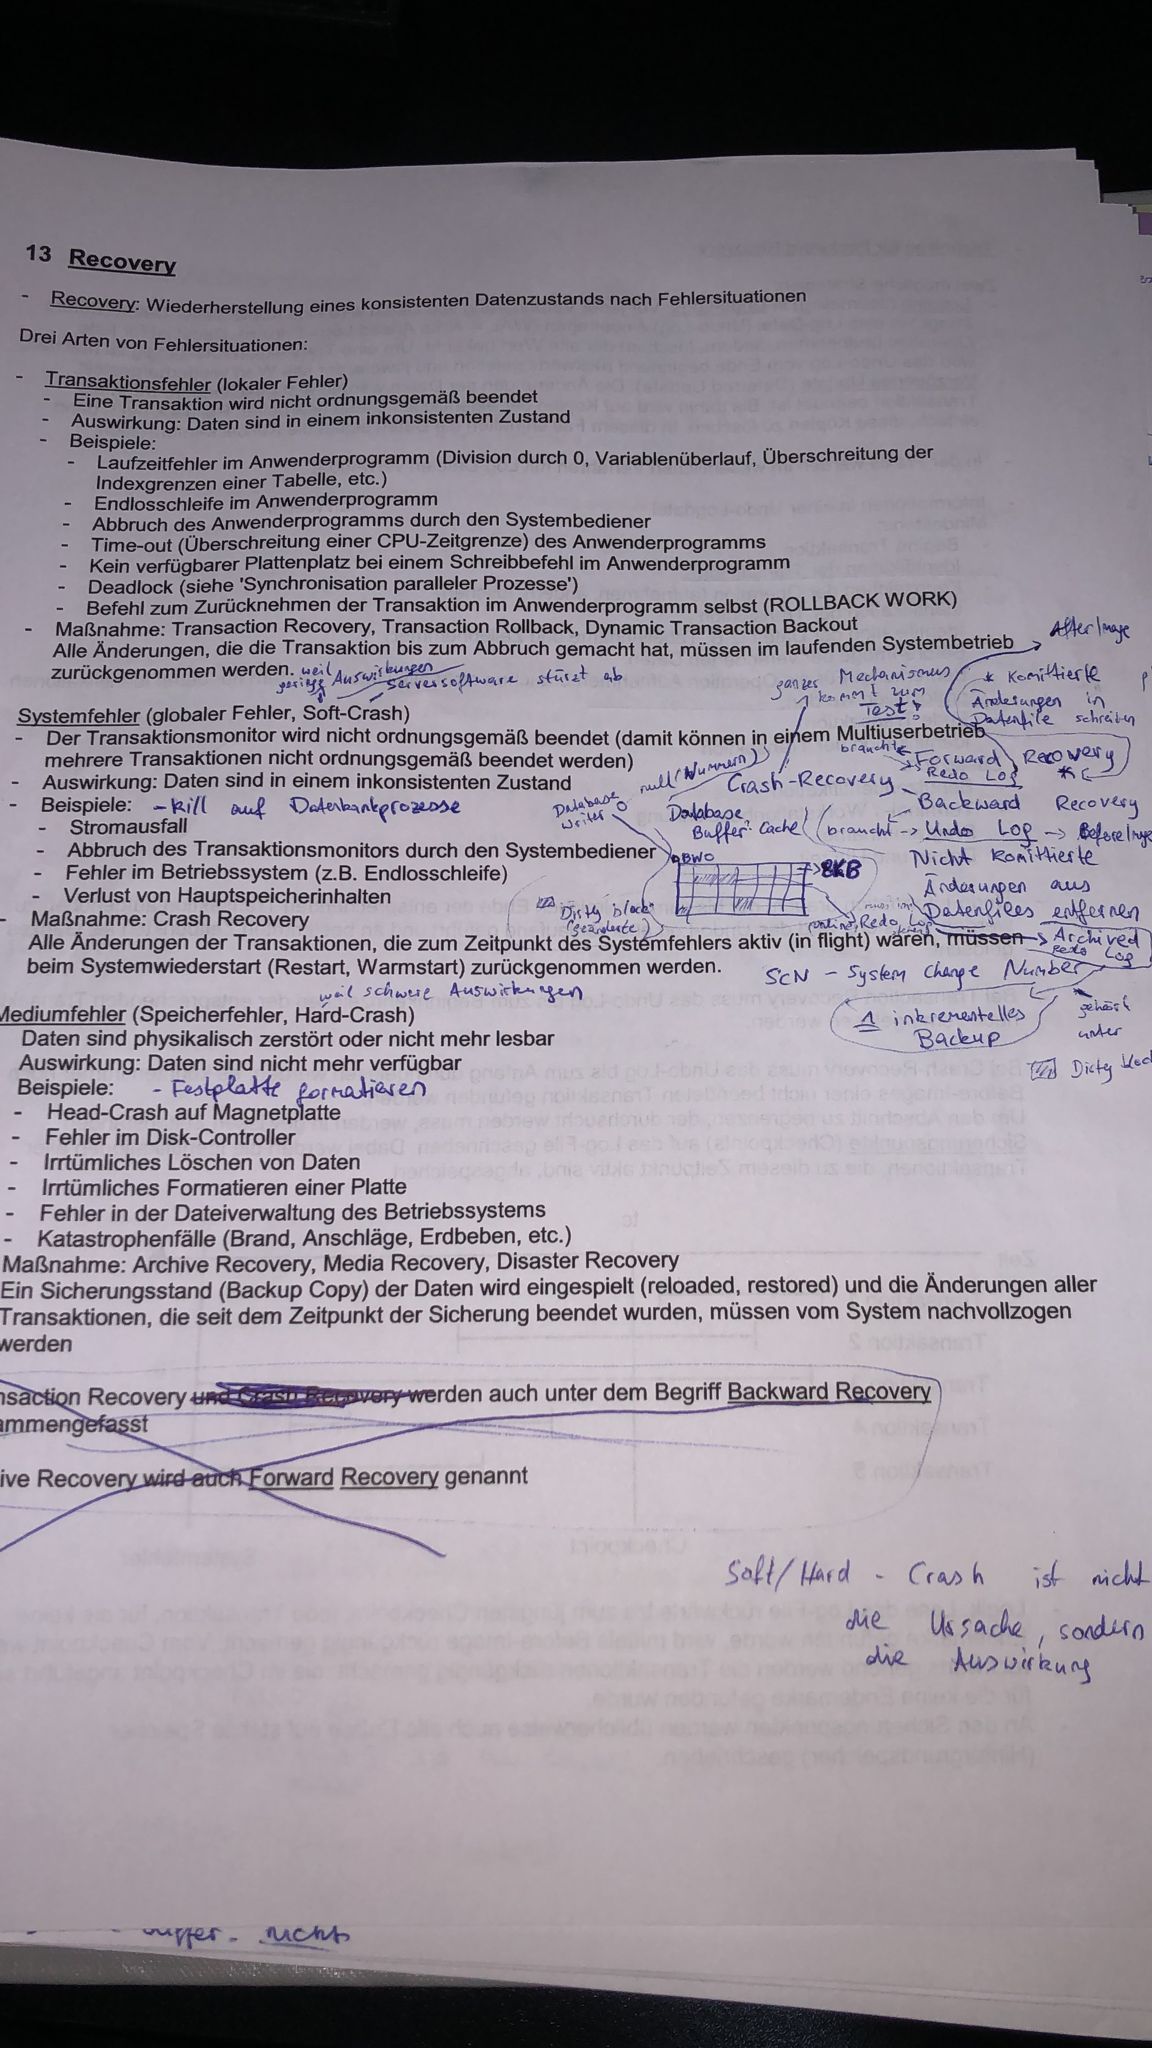 13 Recovery
- Recovery: Wiederherstellung eines konsistenten Datenzustands nach Fehlersituationen
Drei Arten von Fehlersituationen:
- Transaktionsfehler (lokaler Fehler)
- Eine Transaktion wird nicht ordnungsgemäß beendet
- Auswirkung: Daten sind in einem inkonsistenten Zustand
- Beispiele:
- Laufzeitfehler im Anwenderprogramm (Division durch 0, Variablenüberlauf, Überschreitung der
Indexgrenzen einer Tabelle, etc.)
- Endlosschleife im Anwenderprogramm
- Abbruch des Anwenderprogramms durch den Systembediener
- Time-out (Überschreitung einer CPU-Zeitgrenze) des Anwenderprogramms
- Kein verfügbarer Plattenplatz bei einem Schreibbefehl im Anwenderprogramm
- Deadlock (siehe 'Synchronisation paralleler Prozesse')
- Befehl zum Zurücknehmen der Transaktion im Anwenderprogramm selbst (ROLLBACK WORK)
- Maßnahme: Transaction Recovery, Transaction Rollback, Dynamic Transaction Backout
Alle Änderungen, die die Transaktion bis zum Abbruch gemacht hat, müssen im laufenden Systembetrieb
zurückgenommen werden.
weil
geringe Auswirkungen
Serversoftware stürzt ab
AfterImage
* Komittierte
Änderungen in
Datenfile schreiben
ganzer Mechanismus
kommt zum
Test!
Systemfehler (globaler Fehler, Soft-Crash)
- Der Transaktionsmonitor wird nicht ordnungsgemäß beendet (damit können in einem Multiuserbetrieb
mehrere Transaktionen nicht ordnungsgemäß beendet werden)
- Auswirkung: Daten sind in einem inkonsistenten Zustand
- Beispiele: - kill auf Datenbankprozesse
- Stromausfall
- Abbruch des Transaktionsmonitors durch den Systembediener
- Fehler im Betriebssystem (z.B. Endlosschleife)
- Verlust von Hauptspeicherinhalten
- Maßnahme: Crash Recovery
Alle Änderungen der Transaktionen, die zum Zeitpunkt des Systemfehlers aktiv (in flight) waren, müssen
beim Systemwiederstart (Restart, Warmstart) zurückgenommen werden.
braucht
Forward Recovery
Redo Log *
Crash-Recovery
Backward Recovery
braucht → Undo Log → BeforeImage
Nicht komittierte
Änderungen aus
Datenfiles entfernen
Database
Writer 0
null (Nummern)
Database
Buffer Cache
DBW0
8KB
Dirty block
geänderte
online Redo Log
Archived
Redo Log
SCN - System Change Number
1 inkrementelles
Backup
gehört
unter
Dirty block
weil schwere Auswirkungen
Mediumfehler (Speicherfehler, Hard-Crash)
Daten sind physikalisch zerstört oder nicht mehr lesbar
Auswirkung: Daten sind nicht mehr verfügbar
Beispiele: - Festplatte formatieren
- Head-Crash auf Magnetplatte
- Fehler im Disk-Controller
- Irrtümliches Löschen von Daten
- Irrtümliches Formatieren einer Platte
- Fehler in der Dateiverwaltung des Betriebssystems
- Katastrophenfälle (Brand, Anschläge, Erdbeben, etc.)
Maßnahme: Archive Recovery, Media Recovery, Disaster Recovery
Ein Sicherungsstand (Backup Copy) der Daten wird eingespielt (reloaded, restored) und die Änderungen aller
Transaktionen, die seit dem Zeitpunkt der Sicherung beendet wurden, müssen vom System nachvollzogen
werden
nsaction Recovery und Crash Recovery werden auch unter dem Begriff Backward Recovery
ammengefasst
ive Recovery wird auch Forward Recovery genannt
Soft/Hard - Crash ist nicht
die Ursache, sondern
die Auswirkung
buffer - nichts